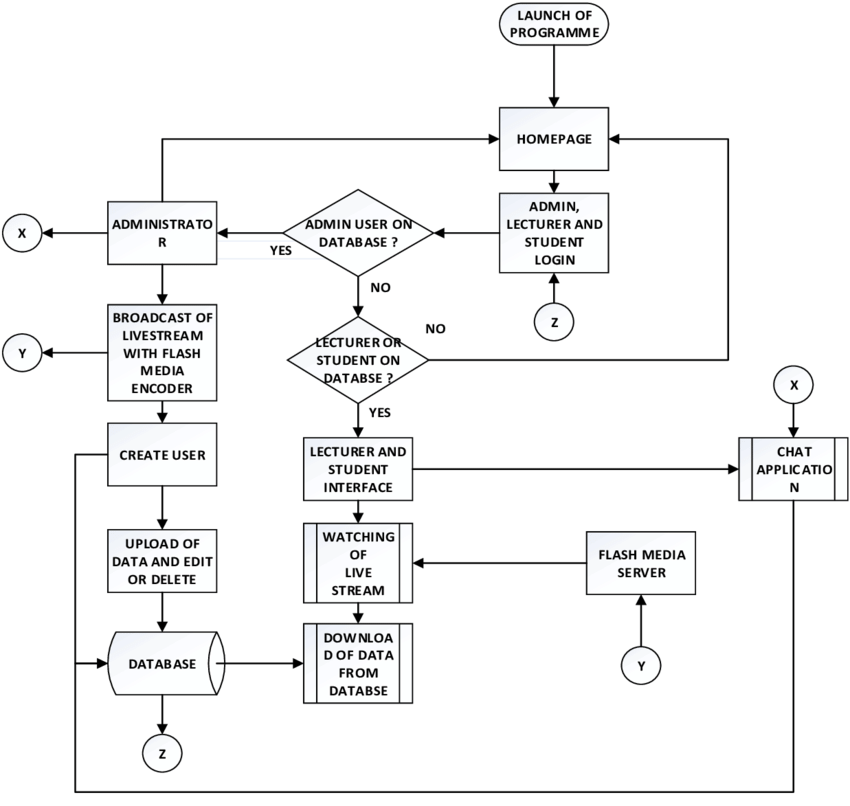 LAUNCH OF
PROGRAMME
HOMEPAGE
ADMIN,
LECTURER AND
STUDENT
LOGIN
Z
ADMIN USER ON
DATABASE ?
YES
NO
ADMINISTRATO
R
X
BROADCAST OF
LIVESTREAM
WITH FLASH
MEDIA
ENCODER
Y
LECTURER OR
STUDENT ON
DATABSE ?
NO
YES
CREATE USER
LECTURER AND
STUDENT
INTERFACE
X
CHAT
APPLICATIO
N
UPLOAD OF
DATA AND EDIT
OR DELETE
WATCHING
OF
LIVE
STREAM
FLASH MEDIA
SERVER
Y
DATABASE
DOWNLOA
D OF DATA
FROM
DATABSE
Z